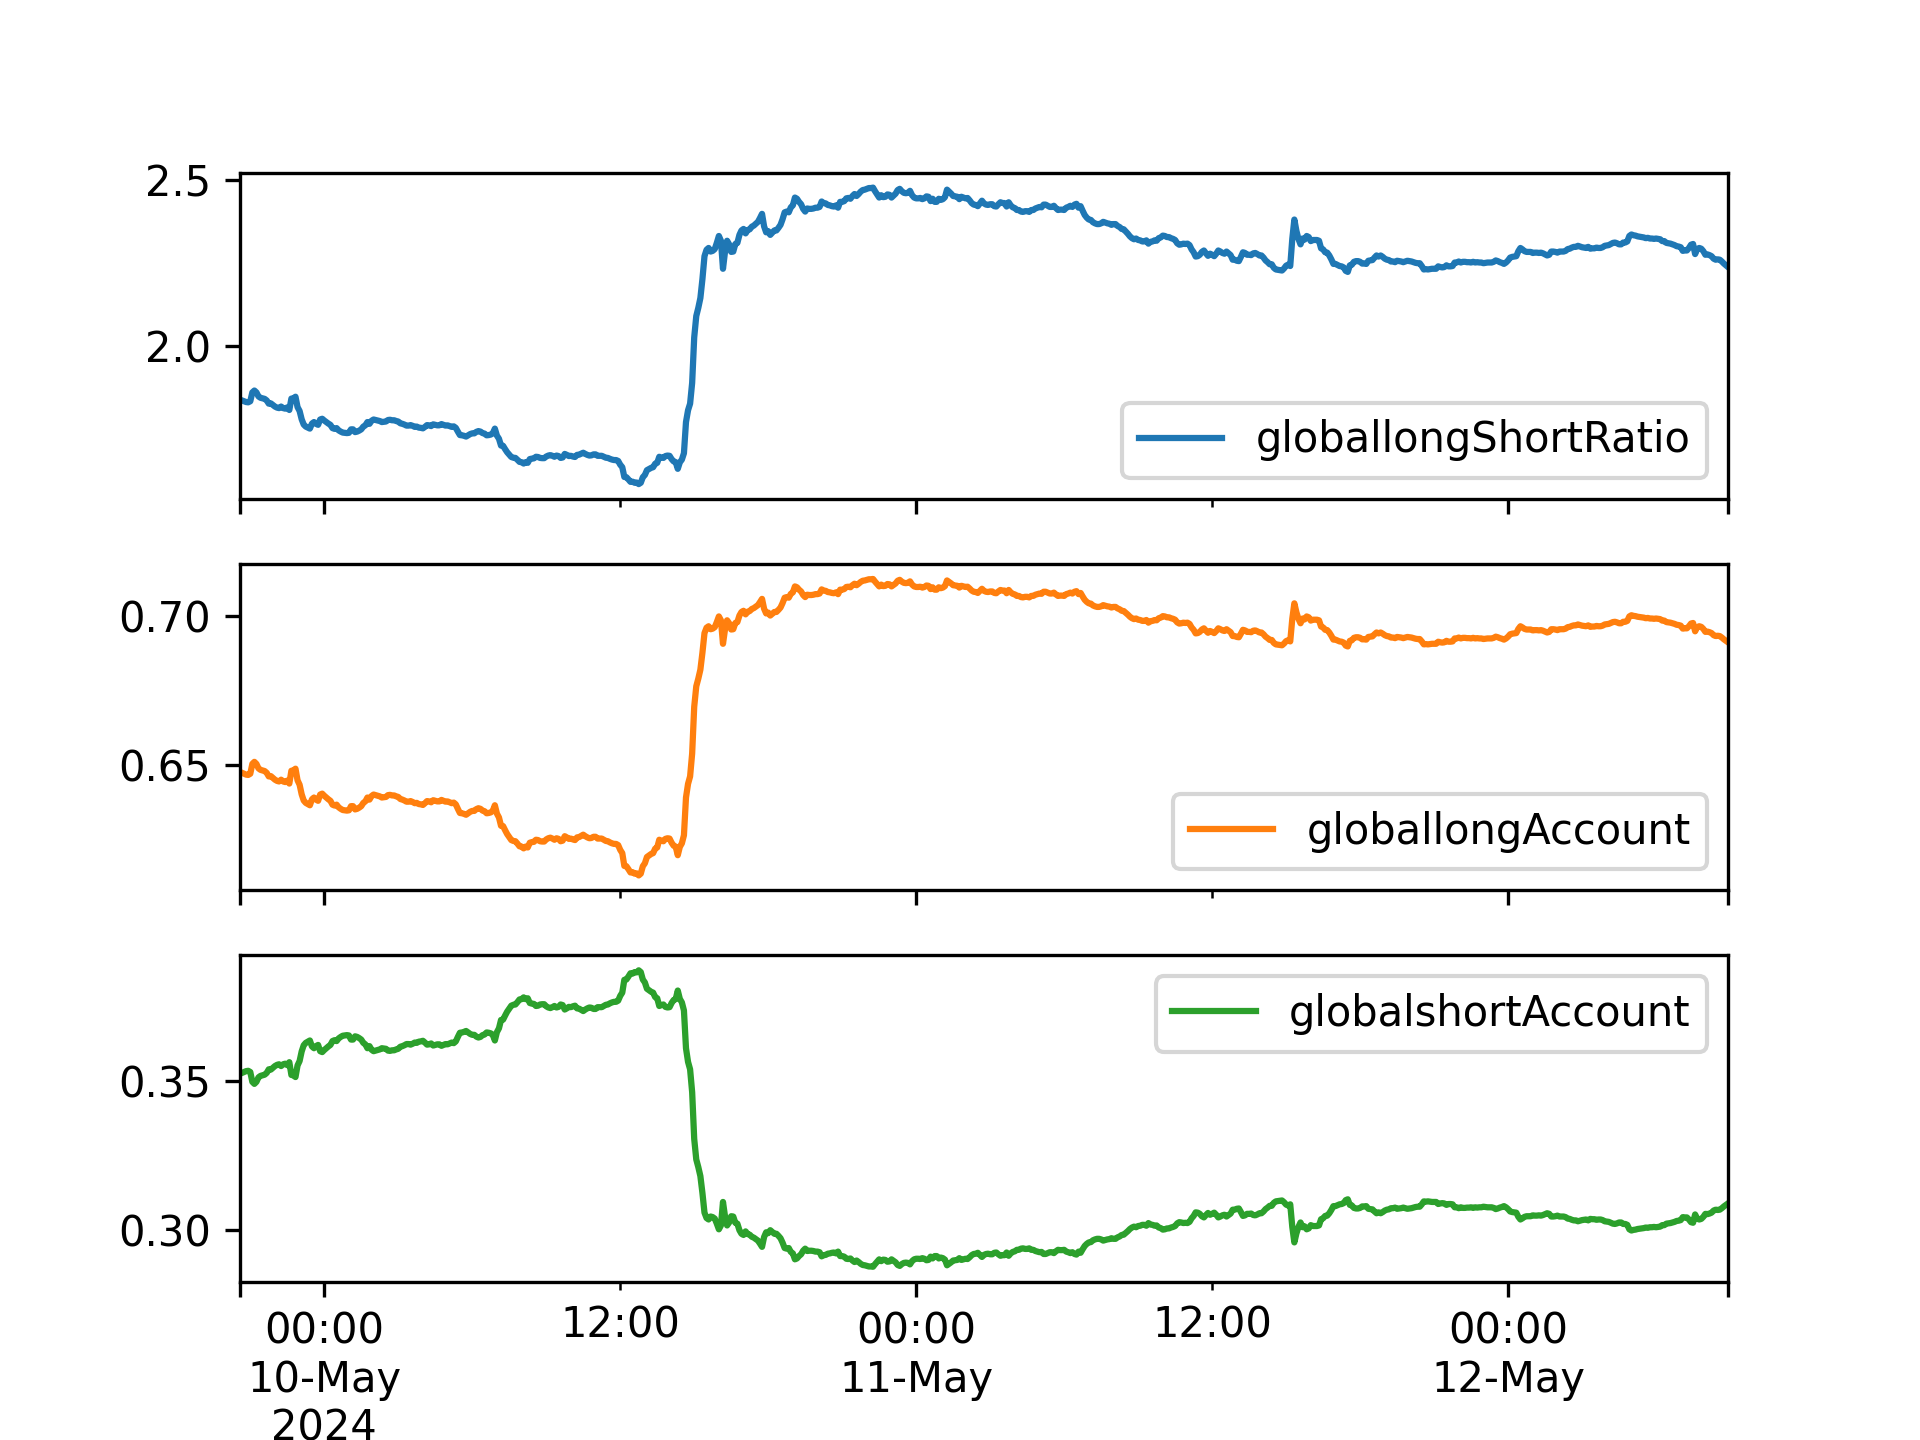 2.5
2.0
globallongShortRatio
0.70
0.65
globallongAccount
globalshortAccount
0.35
0.30
00:00 12:00 00:00 12:00 00:00
10-May 11-May 12-May
2024